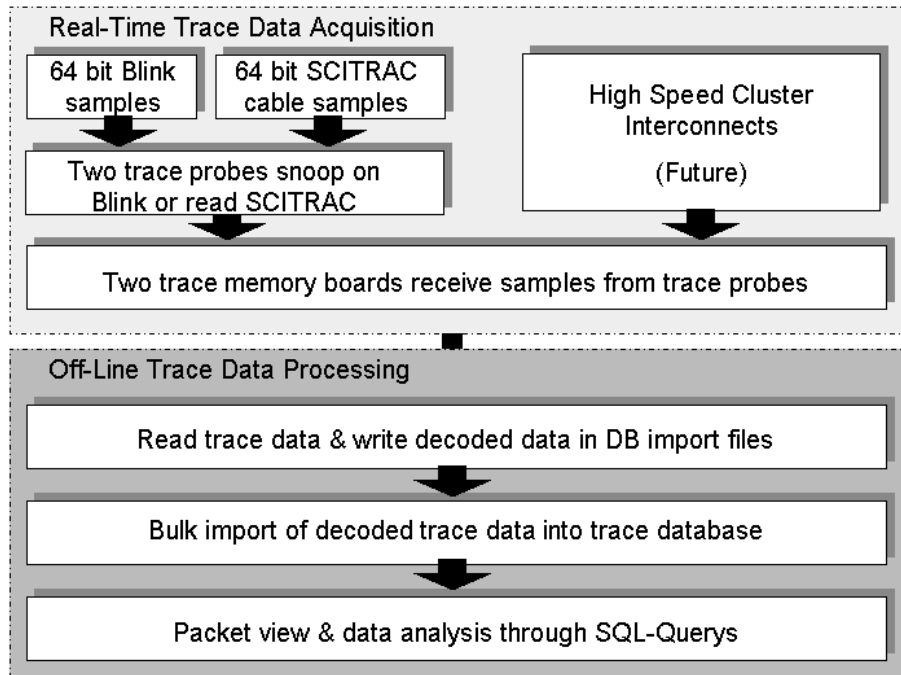 Real-Time Trace Data Acquisition
64 bit Blink
samples
64 bit SCITRAC
cable samples
High Speed Cluster
Interconnects
(Future)
Two trace probes snoop on
Blink or read SCITRAC
Two trace memory boards receive samples from trace probes
Off-Line Trace Data Processing
Read trace data & write decoded data in DB import files
Bulk import of decoded trace data into trace database
Packet view & data analysis through SQL-Querys